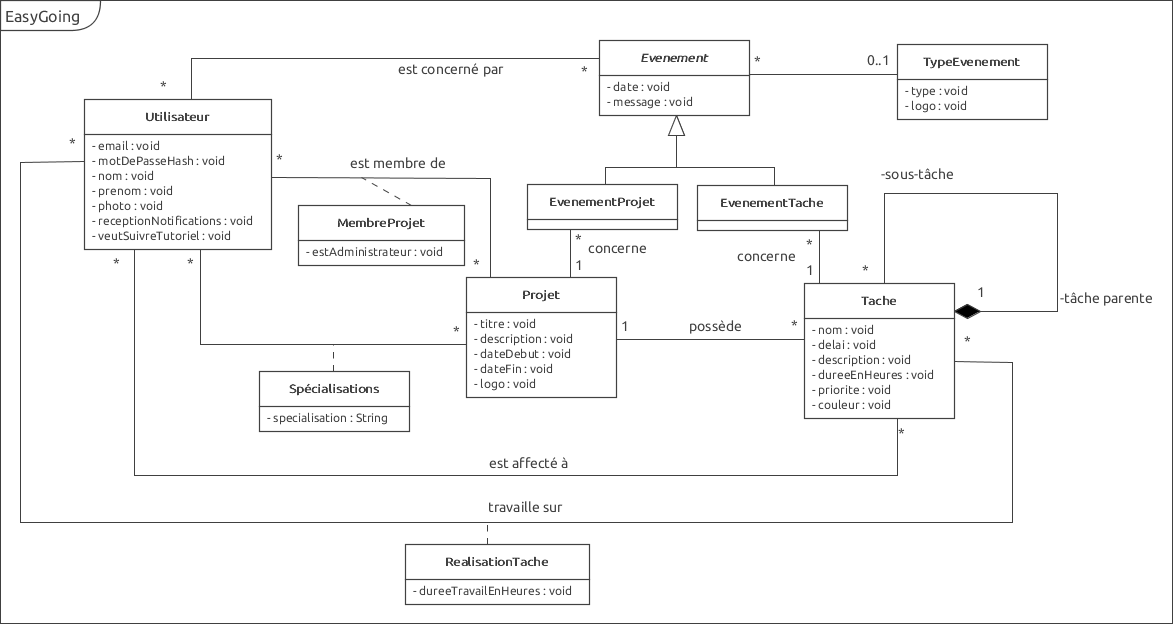 EasyGoing
Evenement
- date : void
- message : void
*
0..1
TypeEvenement
- type : void
- logo : void
est concerné par
*
*
Utilisateur
- email : void
- motDePasseHash : void
- nom : void
- prenom : void
- photo : void
- receptionNotifications : void
- veutSuivreTutoriel : void
*
*
est membre de
MembreProjet
- estAdministrateur : void
*
EvenementProjet
EvenementTache
*
concerne
1
*
concerne
1
-sous-tâche
*
1
-tâche parente
*
*
Projet
- titre : void
- description : void
- dateDebut : void
- dateFin : void
- logo : void
*
1
possède
*
Tache
- nom : void
- delai : void
- description : void
- dureeEnHeures : void
- priorite : void
- couleur : void
*
*
Spécialisations
- specialisation : String
est affecté à
travaille sur
RealisationTache
- dureeTravailEnHeures : void